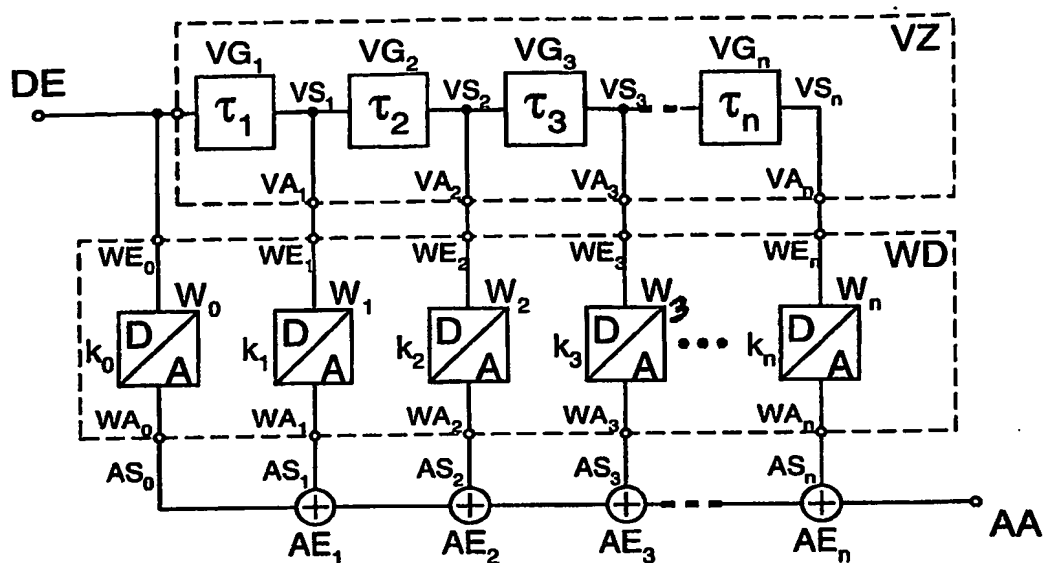 VG₁ VG₂ VG₃ VGₙ VZ
DE
τ₁ VS₁ τ₂ VS₂ τ₃ VS₃ τₙ VSₙ
VA₁ VA₂ VA₃ VAₙ
WE₀ WE₁ WE₂ WE₃ WEₙ WD
W₀ W₁ W₂ W₃ Wₙ
k₀ D A k₁ D A k₂ D A k₃ D A kₙ D A
WA₀ WA₁ WA₂ WA₃ WAₙ
AS₀ AS₁ AS₂ AS₃ ASₙ
+ + + +
AE₁ AE₂ AE₃ AEₙ AA